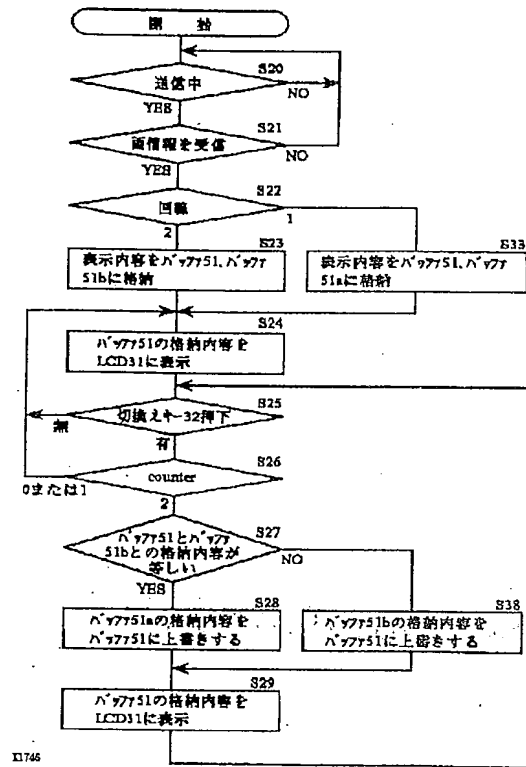 開 始
S20
送信中
NO
YES
S21
画情報を受信
NO
YES
S22
回線
1
2
S23
表示内容をバッファ51、バッファ
51bに格納
S33
表示内容をバッファ51、バッファ
51aに格納
S24
バッファ51の格納内容を
LCD31に表示
S25
切換えキー32押下
無
有
S26
counter
0または1
2
S27
バッファ51とバッファ
51bとの格納内容が
等しい
NO
YES
S28
バッファ51aの格納内容を
バッファ51に上書きする
S38
バッファ51bの格納内容を
バッファ51に上書きする
S29
バッファ51の格納内容を
LCD31に表示